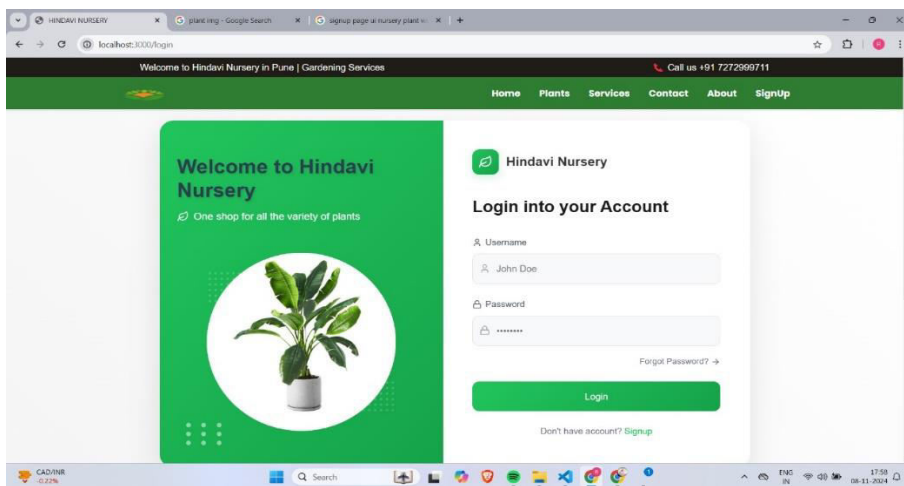 HINDAVI NURSERY
plant img - Google Search
signup page ui nursery plant
localhost:3000/login
Welcome to Hindavi Nursery in Pune | Gardening Services
Call us +91 7272999711
Home Plants Services Contact About SignUp
Welcome to Hindavi
Nursery
One shop for all the variety of plants
Hindavi Nursery
Login into your Account
Username
John Doe
Password
Forgot Password? →
Login
Don't have account? Signup
CAD/INR
-0.22%
Search
ENG
IN
17:58
08-11-2024